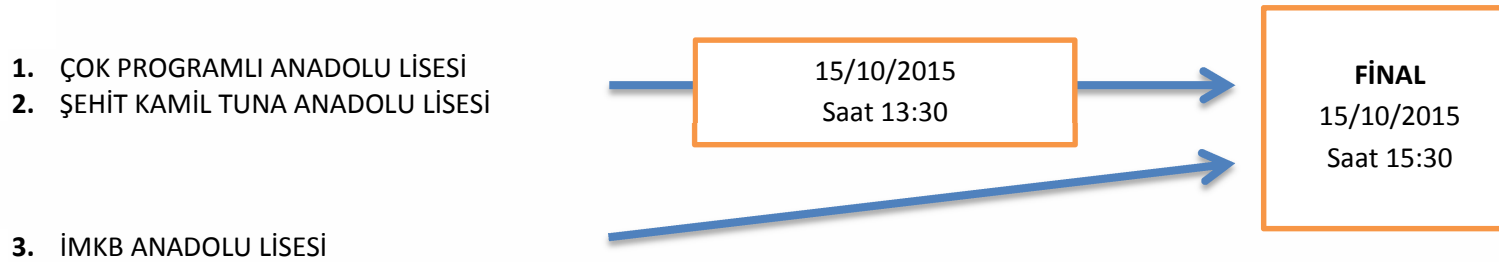 1. ÇOK PROGRAMLI ANADOLU LİSESİ
2. ŞEHİT KAMİL TUNA ANADOLU LİSESİ
15/10/2015
Saat 13:30
FİNAL
15/10/2015
Saat 15:30
3. İMKB ANADOLU LİSESİ